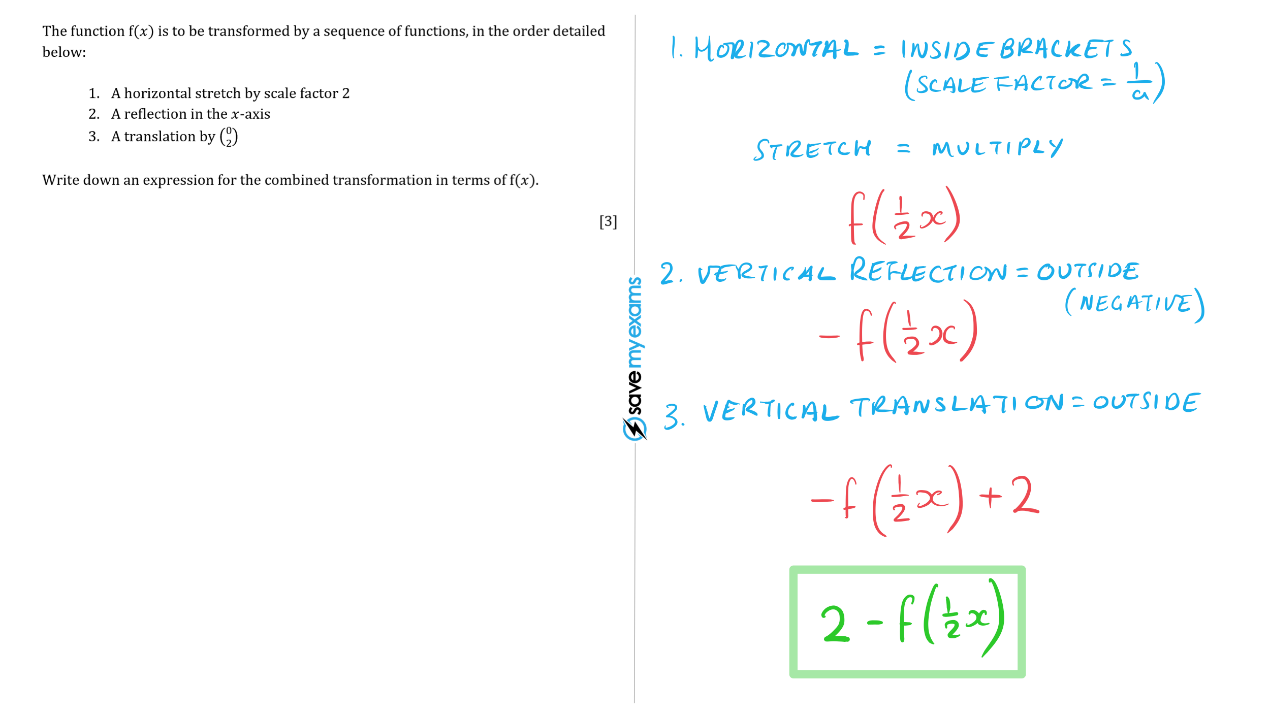 The function f(x) is to be transformed by a sequence of functions, in the order detailed
below:
1. A horizontal stretch by scale factor 2
2. A reflection in the x-axis
3. A translation by (0 2)
Write down an expression for the combined transformation in terms of f(x).
[3]
save my exams
1. HORIZONTAL = INSIDE BRACKETS
(SCALE FACTOR = 1/a)
STRETCH = MULTIPLY
f(1/2 x)
2. VERTICAL REFLECTION = OUTSIDE
(NEGATIVE)
- f(1/2 x)
3. VERTICAL TRANSLATION = OUTSIDE
- f(1/2 x) + 2
2 - f(1/2 x)